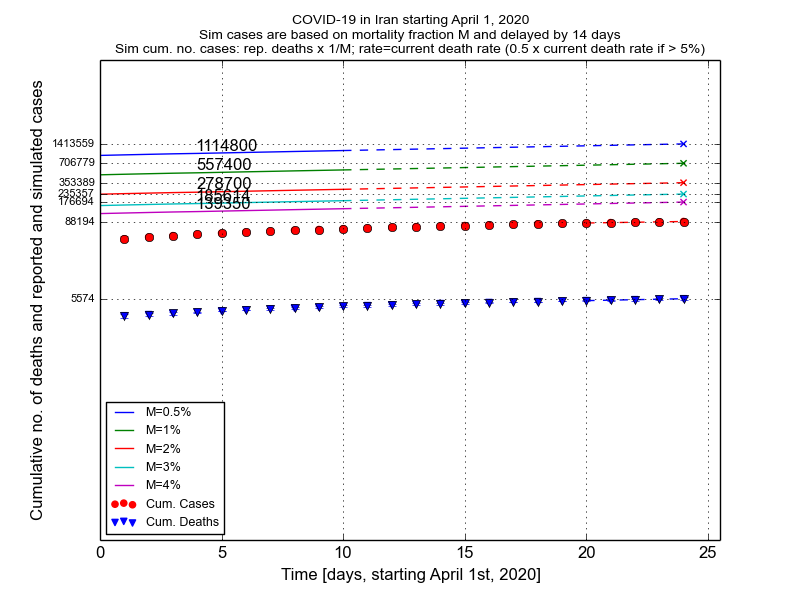 COVID-19 in Iran starting April 1, 2020
Sim cases are based on mortality fraction M and delayed by 14 days
Sim cum. no. cases: rep. deaths x 1/M; rate=current death rate (0.5 x current death rate if > 5%)
Cumulative no. of deaths and reported and simulated cases
1413559
706779
353389
235357
176694
88194
5574
1114800
557400
278700
185614
139350
M=0.5%
M=1%
M=2%
M=3%
M=4%
Cum. Cases
Cum. Deaths
0 5 10 15 20 25
Time [days, starting April 1st, 2020]